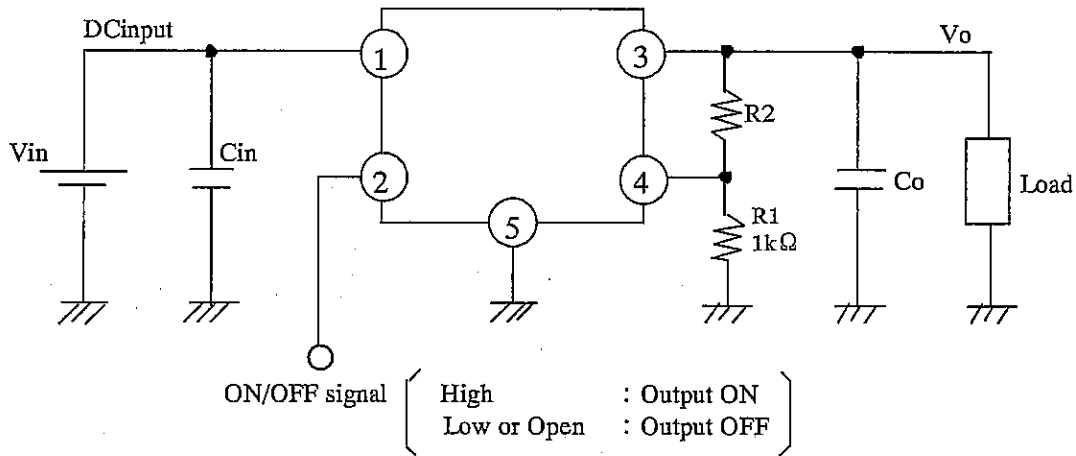 DCinput
Vo
1
3
R2
Vin
Cin
2
4
Co
Load
R1
1kΩ
5
ON/OFF signal
High : Output ON
Low or Open : Output OFF